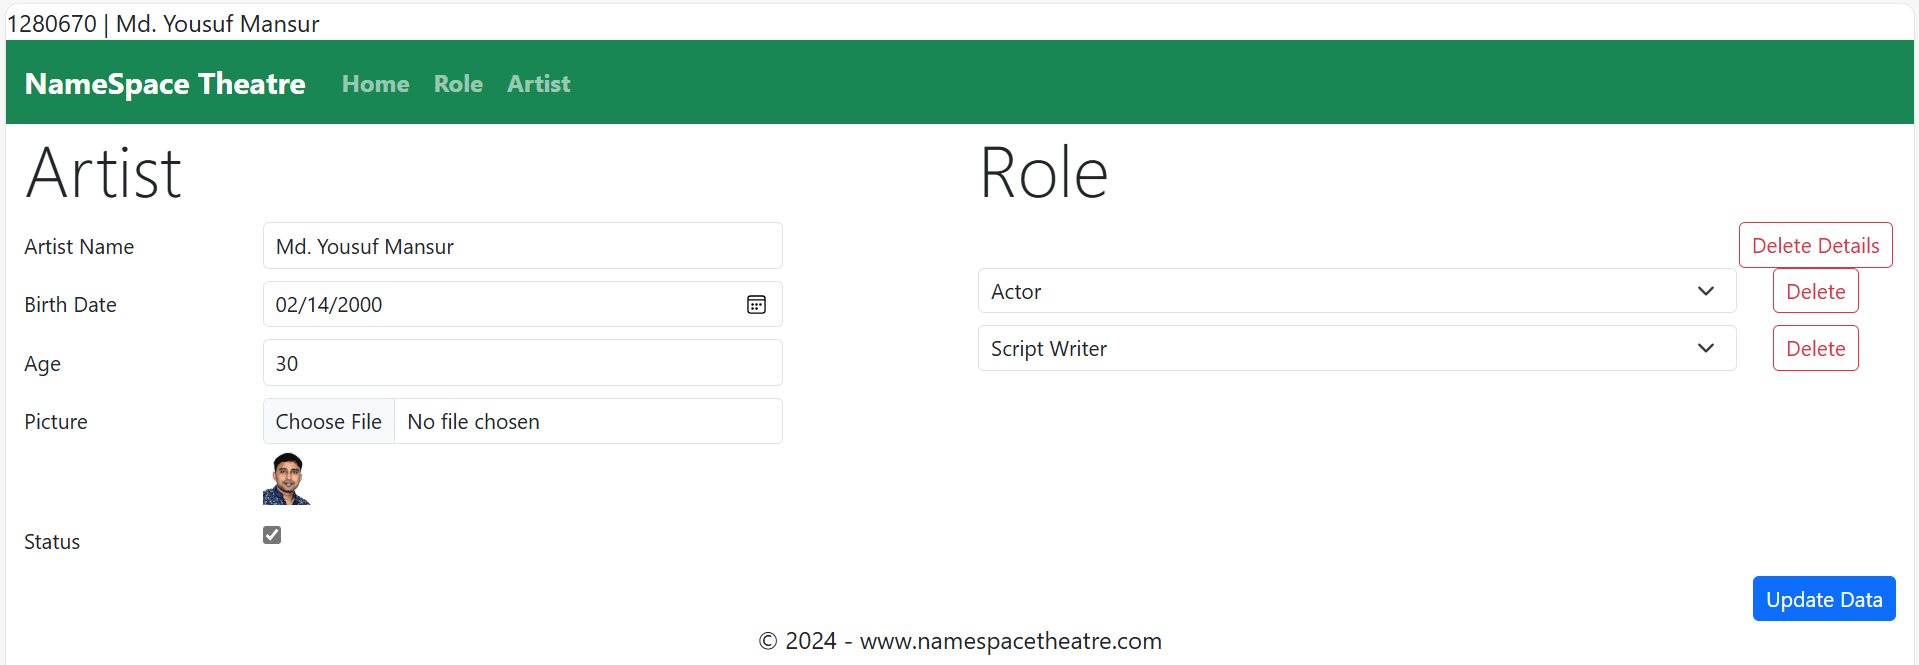 1280670 | Md. Yousuf Mansur
NameSpace Theatre Home Role Artist
Artist
Artist Name Md. Yousuf Mansur
Birth Date 02/14/2000
Age 30
Picture Choose File No file chosen
Status
Role
Delete Details
Actor Delete
Script Writer Delete
Update Data
© 2024 - www.namespacetheatre.com